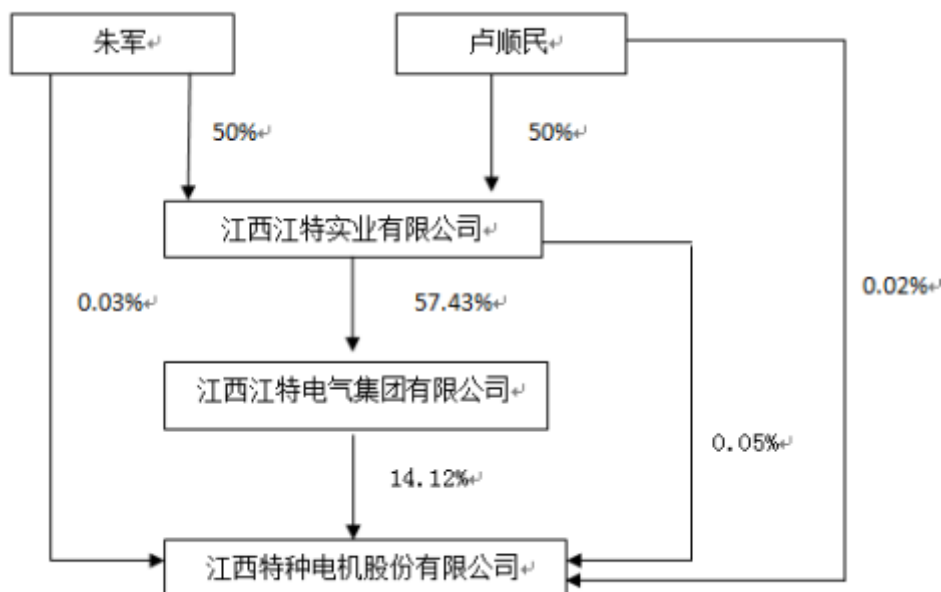 朱军
卢顺民
50%
50%
江西江特实业有限公司
0.03%
57.43%
0.02%
江西江特电气集团有限公司
0.05%
14.12%
江西特种电机股份有限公司